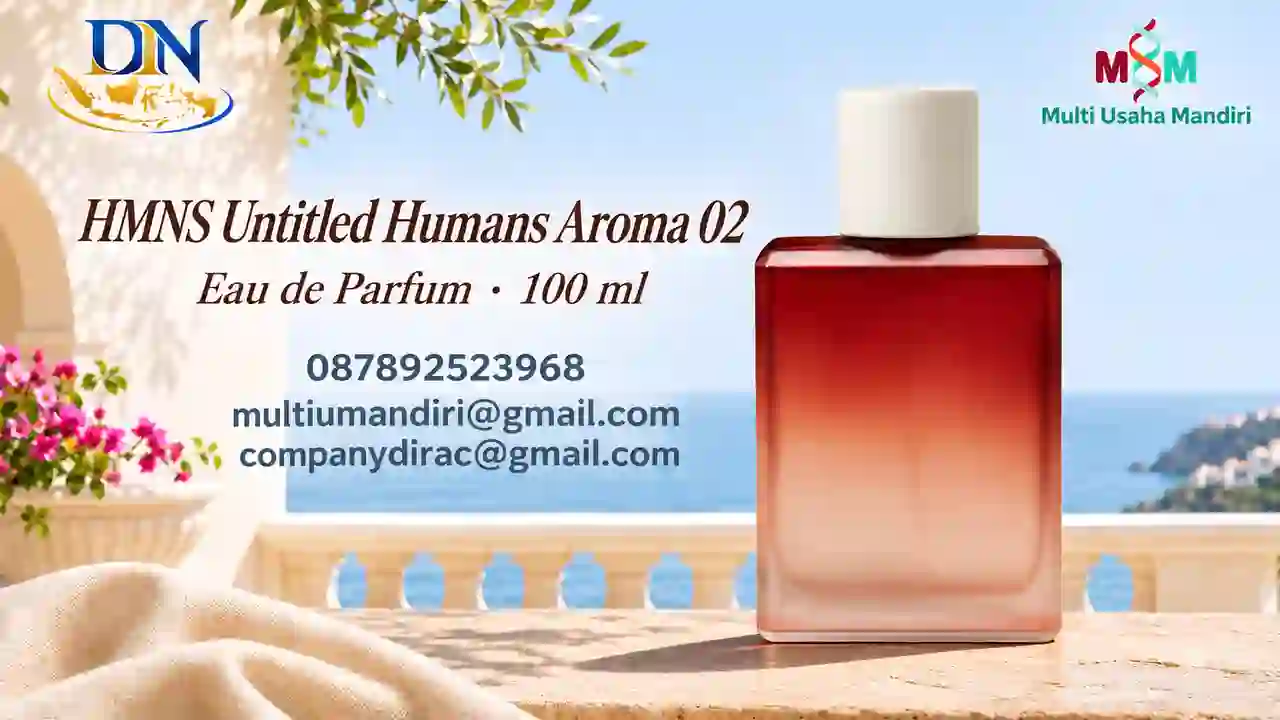 DN
M M
Multi Usaha Mandiri
HMNS Untitled Humans Aroma 02
Eau de Parfum · 100 ml
087892523968
multiumandiri@gmail.com
companydirac@gmail.com